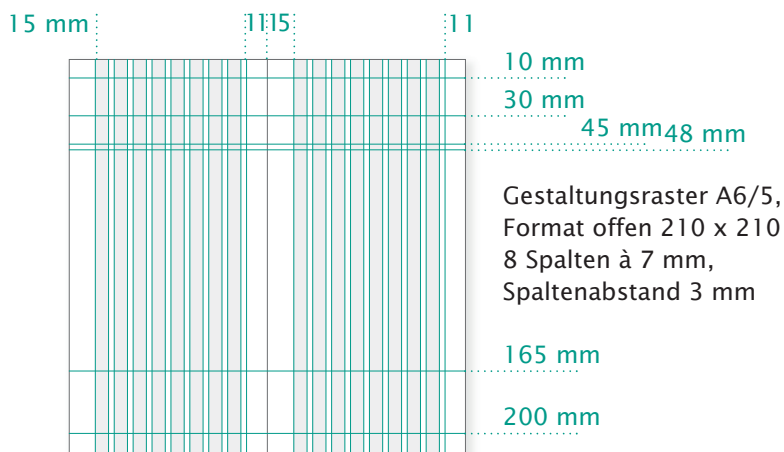 15 mm 11 15 11
10 mm
30 mm
45 mm 48 mm
Gestaltungsraster A6/5,
Format offen 210 x 210
8 Spalten à 7 mm,
Spaltenabstand 3 mm
165 mm
200 mm